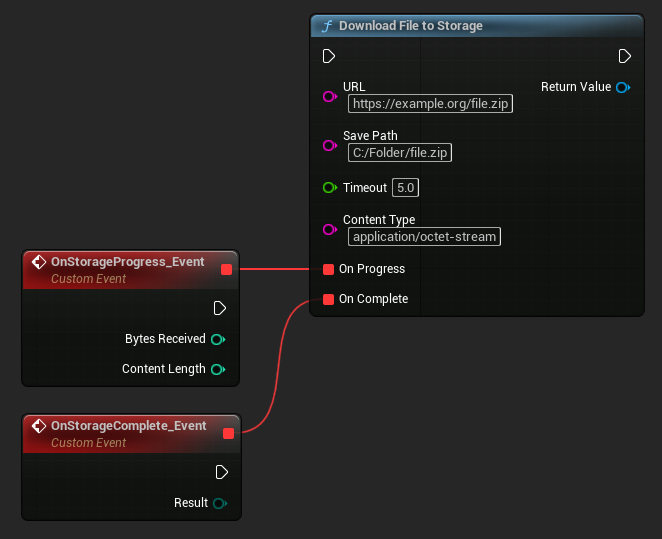 Download File to Storage
URL
https://example.org/file.zip
Return Value
Save Path
C:/Folder/file.zip
Timeout 5.0
Content Type
application/octet-stream
On Progress
On Complete
OnStorageProgress_Event
Custom Event
Bytes Received
Content Length
OnStorageComplete_Event
Custom Event
Result